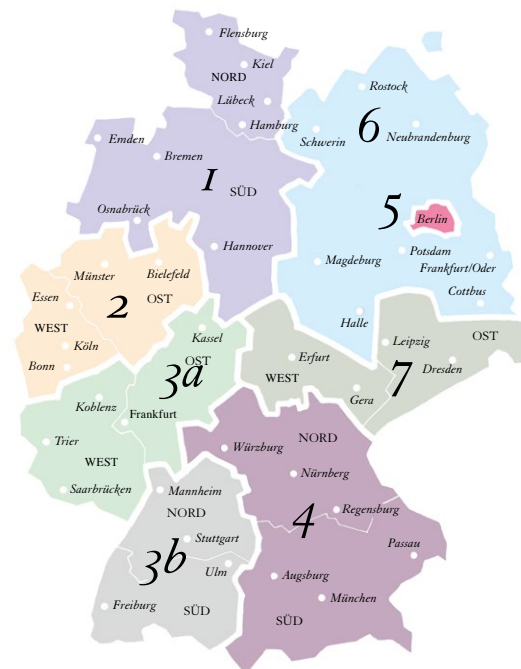 Flensburg
Kiel
NORD
Lübeck
Hamburg
Rostock
6
Schwerin
Neubrandenburg
Emden
Bremen
1
SÜD
Osnabrück
Hannover
5
Berlin
Potsdam
Magdeburg
Frankfurt/Oder
Cottbus
Halle
Münster
Bielefeld
OST
Essen
2
WEST
Köln
Bonn
Kassel
OST
3a
Koblenz
Frankfurt
Trier
WEST
Saarbrücken
Erfurt
WEST
Gera
Leipzig
OST
7
Dresden
Würzburg
NORD
Nürnberg
4
Regensburg
Passau
Augsburg
München
SÜD
Mannheim
NORD
Stuttgart
3b
Ulm
Freiburg
SÜD